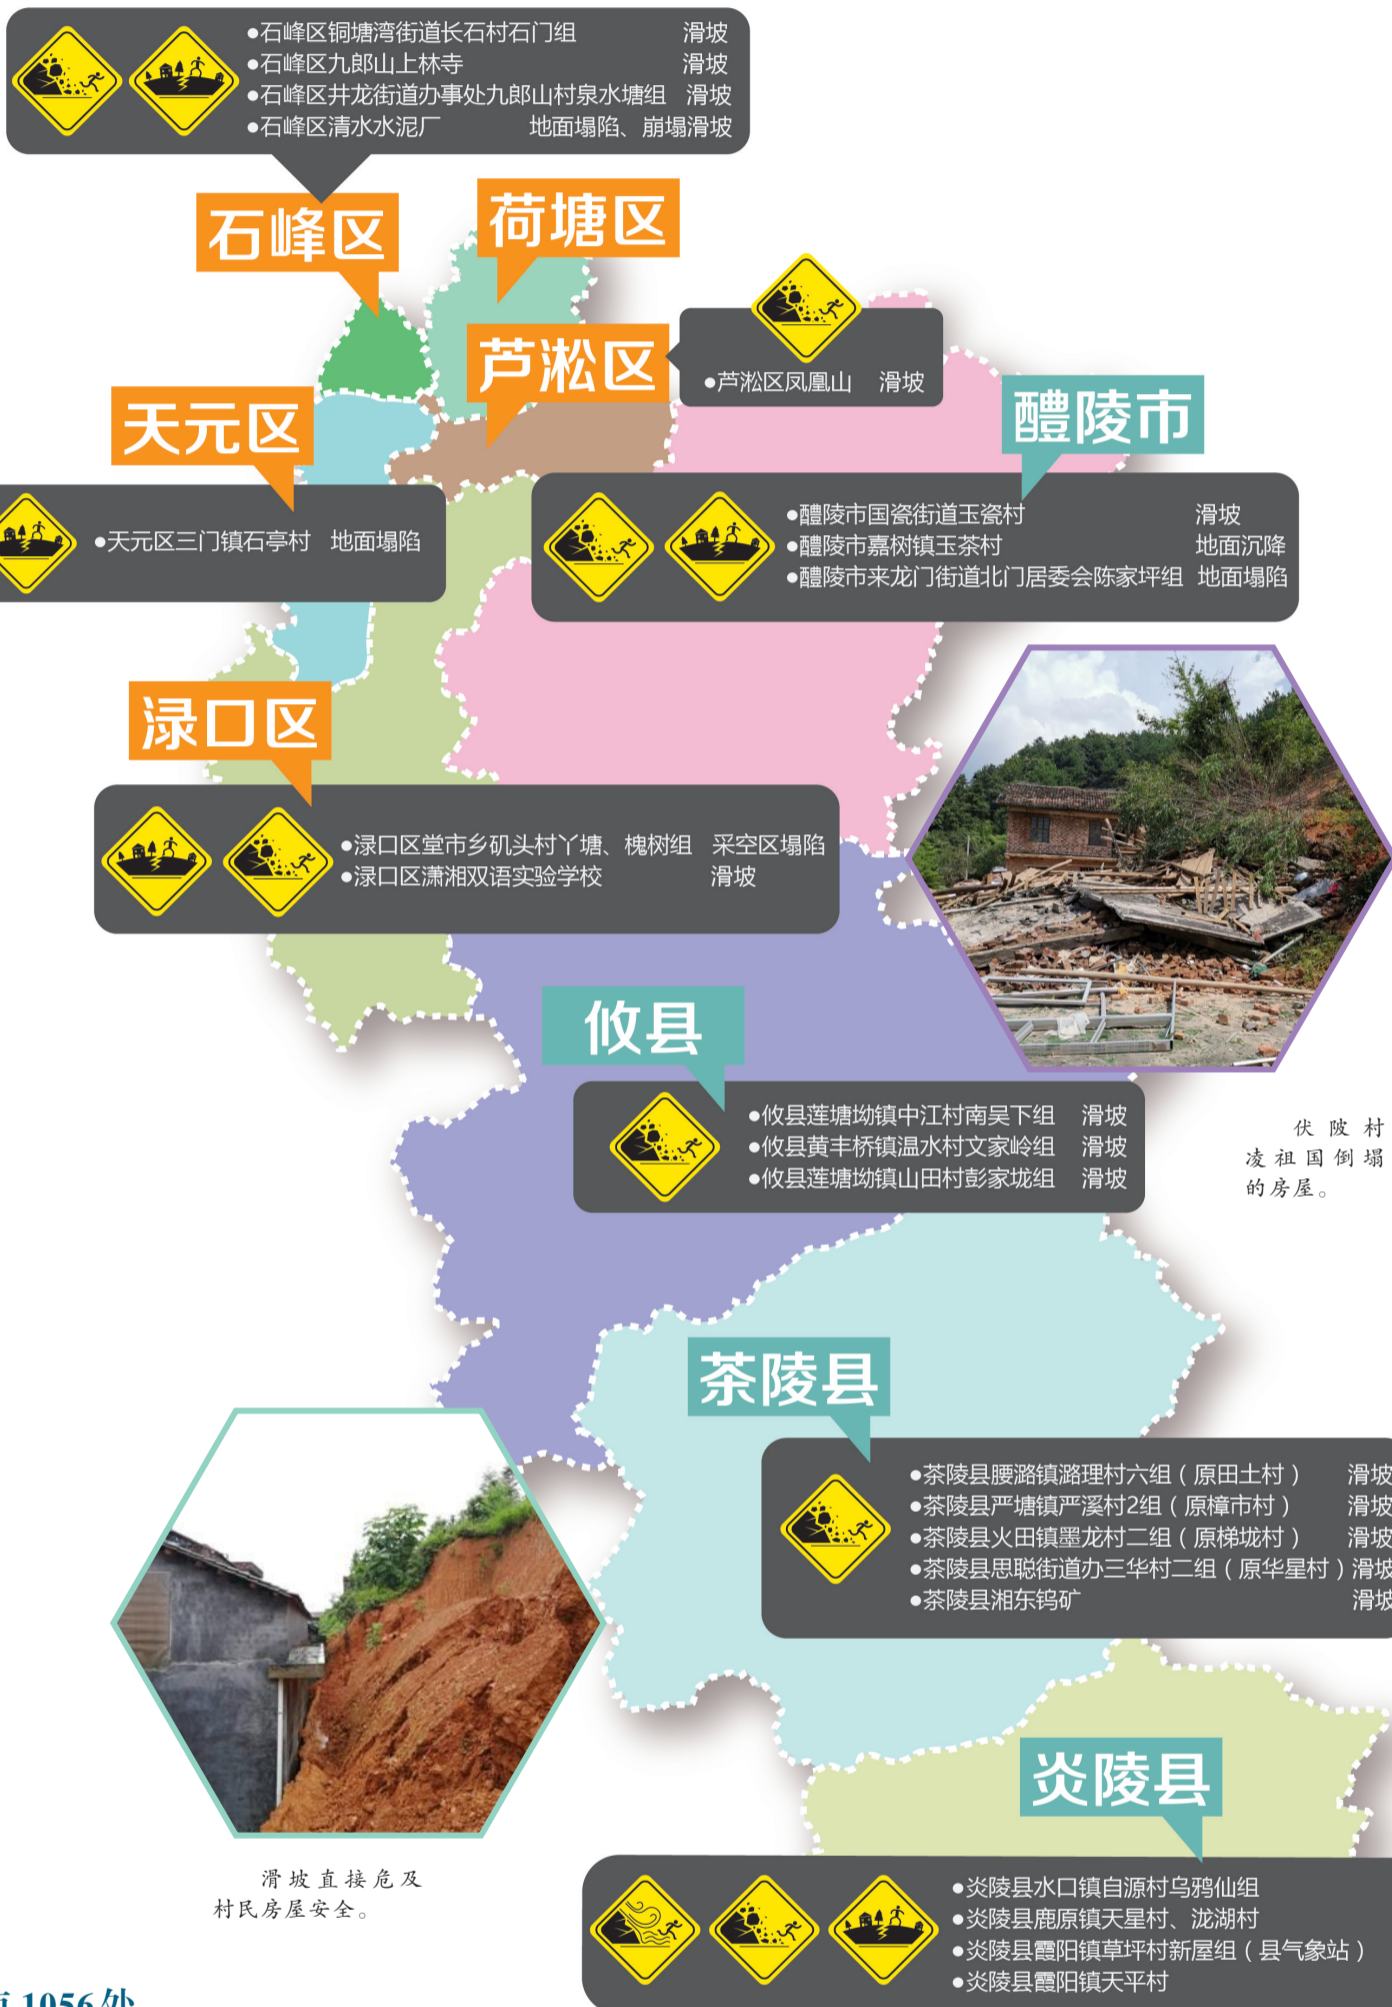 ●石峰区铜塘湾街道长石村石门组 滑坡
●石峰区九郎山上林寺 滑坡
●石峰区井龙街道办事处九郎山村泉水塘组 滑坡
●石峰区清水水泥厂 地面塌陷、崩塌滑坡
石峰区
荷塘区
芦淞区
●芦淞区凤凰山 滑坡
天元区
●天元区三门镇石亭村 地面塌陷
醴陵市
●醴陵市国瓷街道玉瓷村 滑坡
●醴陵市嘉树镇玉茶村 地面沉降
●醴陵市来龙门街道北门居委会陈家坪组 地面塌陷
渌口区
●渌口区堂市乡矶头村丫塘、槐树组 采空区塌陷
●渌口区潇湘双语实验学校 滑坡
攸县
●攸县莲塘坳镇中江村南吴下组 滑坡
●攸县黄丰桥镇温水村文家岭组 滑坡
●攸县莲塘坳镇山田村彭家垅组 滑坡
伏陂村
凌祖国倒塌
的房屋。
茶陵县
●茶陵县腰潞镇潞理村六组（原田土村） 滑坡
●茶陵县严塘镇严溪村2组（原樟市村） 滑坡
●茶陵县火田镇墨龙村二组（原梯垅村） 滑坡
●茶陵县思聪街道办三华村二组（原华星村） 滑坡
●茶陵县湘东钨矿 滑坡
炎陵县
●炎陵县水口镇自源村乌鸦仙组
●炎陵县鹿原镇天星村、泷湖村
●炎陵县霞阳镇草坪村新屋组（县气象站）
●炎陵县霞阳镇天平村
滑坡直接危及
村民房屋安全。
1056处